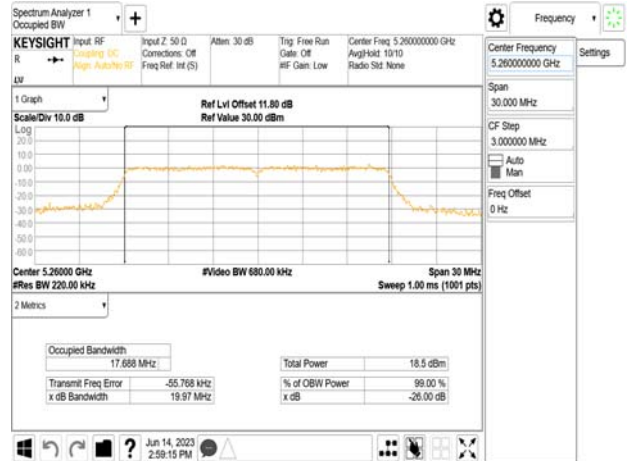 Spectrum Analyzer 1
Occupied BW
+
Frequency
KEYSIGHT
R
Input: RF
Coupling: DC
Align: Auto/No RF
Input Z: 50 Ω
Corrections: Off
Freq Ref: Int (S)
Atten: 30 dB
Trig: Free Run
Gate: Off
#IF Gain: Low
Center Freq: 5.260000000 GHz
Avg|Hold: 10/10
Radio Std: None
Center Frequency
5.260000000 GHz
Settings
Span
30.000 MHz
CF Step
3.000000 MHz
Auto
Man
Freq Offset
0 Hz
1 Graph
Scale/Div 10.0 dB
Ref Lvl Offset 11.80 dB
Ref Value 30.00 dBm
Log
20.0
10.0
0.00
-10.0
-20.0
-30.0
-40.0
-50.0
-60.0
Center 5.26000 GHz
#Res BW 220.00 kHz
#Video BW 680.00 kHz
Span 30 MHz
Sweep 1.00 ms (1001 pts)
2 Metrics
Occupied Bandwidth
17.688 MHz
Transmit Freq Error -55.768 kHz
x dB Bandwidth 19.97 MHz
Total Power 18.5 dBm
% of OBW Power 99.00 %
x dB -26.00 dB
?
Jun 14, 2023
2:59:15 PM